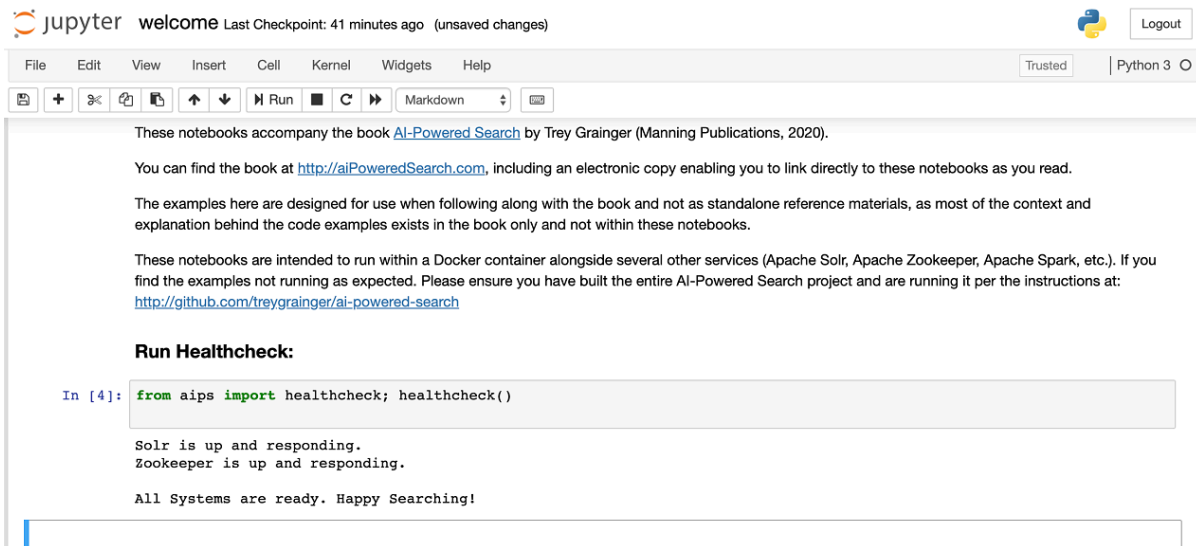 jupyter welcome Last Checkpoint: 41 minutes ago (unsaved changes) Logout
File Edit View Insert Cell Kernel Widgets Help Trusted Python 3
Run Markdown
These notebooks accompany the book AI-Powered Search by Trey Grainger (Manning Publications, 2020).
You can find the book at http://aiPoweredSearch.com, including an electronic copy enabling you to link directly to these notebooks as you read.
The examples here are designed for use when following along with the book and not as standalone reference materials, as most of the context and
explanation behind the code examples exists in the book only and not within these notebooks.
These notebooks are intended to run within a Docker container alongside several other services (Apache Solr, Apache Zookeeper, Apache Spark, etc.). If you
find the examples not running as expected. Please ensure you have built the entire AI-Powered Search project and are running it per the instructions at:
http://github.com/treygrainger/ai-powered-search
Run Healthcheck:
In [4]: from aips import healthcheck; healthcheck()
Solr is up and responding.
Zookeeper is up and responding.
All Systems are ready. Happy Searching!